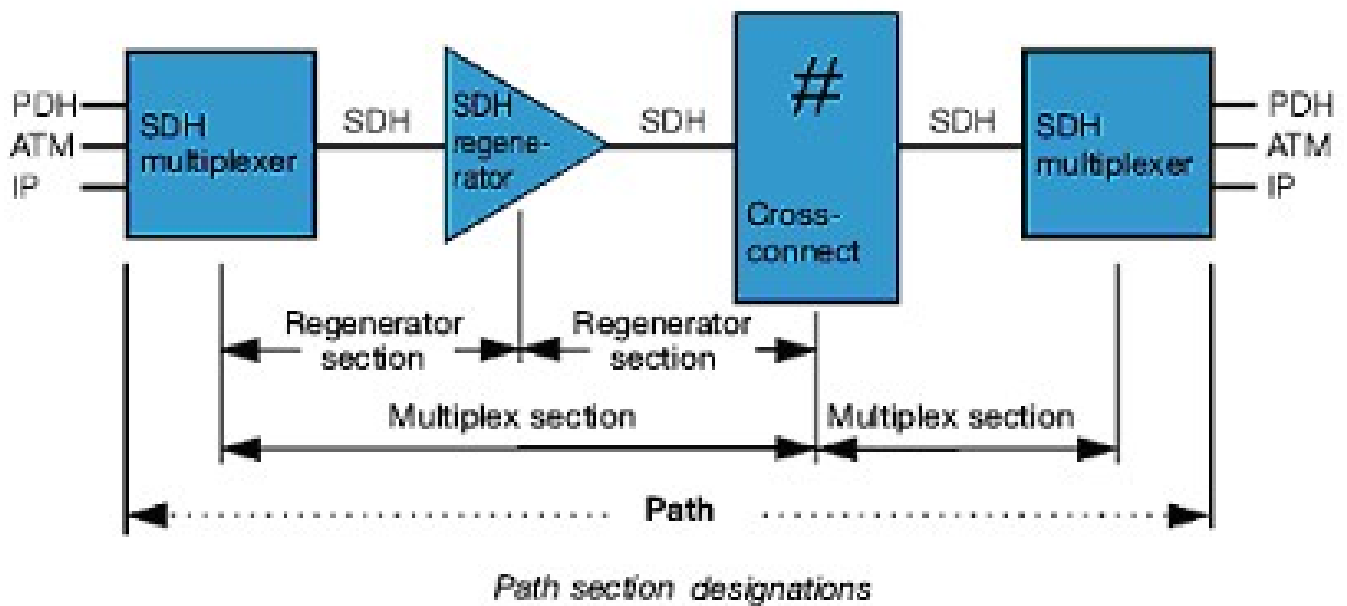 PDH
ATM
IP
SDH
multiplexer
SDH
SDH
regene-
rator
SDH
#
Cross-
connect
SDH
SDH
multiplexer
PDH
ATM
IP
Regenerator
section
Regenerator
section
Multiplex section
Multiplex section
Path
Path section designations